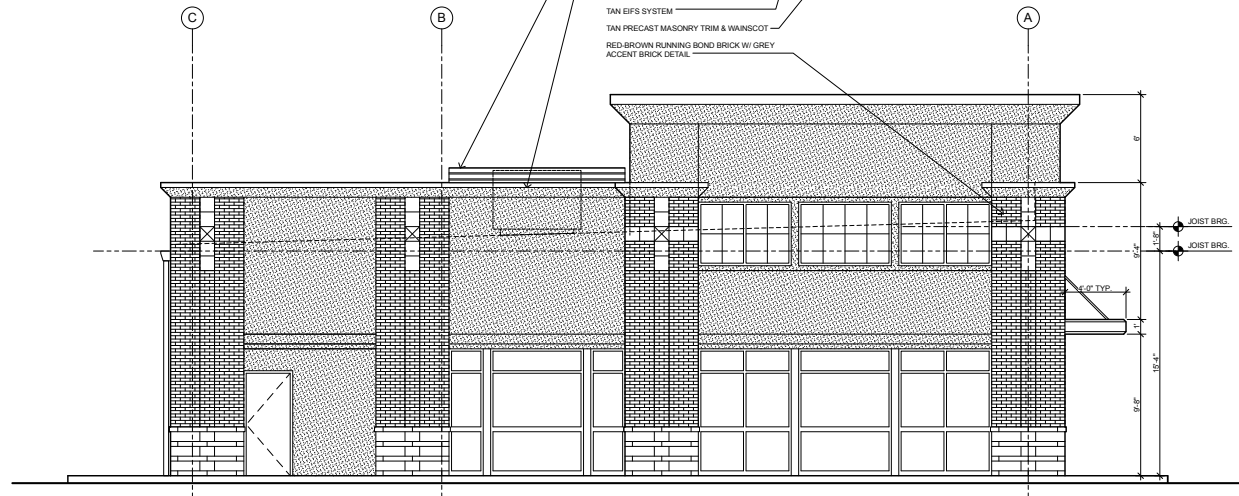 C
B
A
TAN EIFS SYSTEM
TAN PRECAST MASONRY TRIM & WAINSCOT
RED-BROWN RUNNING BOND BRICK W/ GREY
ACCENT BRICK DETAIL
6'
JOIST BRG.
1'-8"
JOIST BRG.
9'-4"
4'-0" TYP.
1'
15'-4"
9'-8"